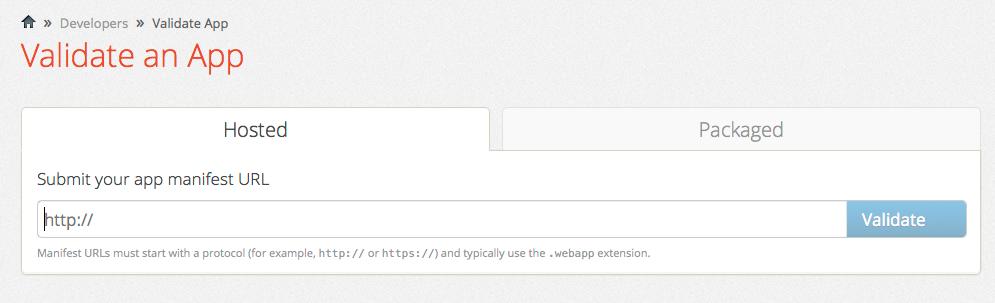 » Developers » Validate App
Validate an App
Hosted
Packaged
Submit your app manifest URL
http://
Validate
Manifest URLs must start with a protocol (for example, http:// or https://) and typically use the .webapp extension.